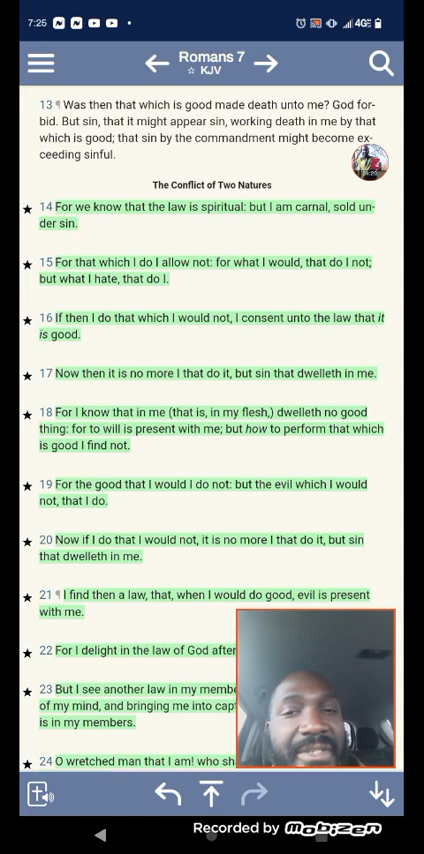 7:25
4GE
Romans 7
☆ KJV
13 ¶ Was then that which is good made death unto me? God for-
bid. But sin, that it might appear sin, working death in me by that
which is good; that sin by the commandment might become ex-
ceeding sinful.
The Conflict of Two Natures
★ 14 For we know that the law is spiritual: but I am carnal, sold un-
der sin.
★ 15 For that which I do I allow not: for what I would, that do I not;
but what I hate, that do I.
★ 16 If then I do that which I would not, I consent unto the law that it
is good.
★ 17 Now then it is no more I that do it, but sin that dwelleth in me.
★ 18 For I know that in me (that is, in my flesh,) dwelleth no good
thing: for to will is present with me; but how to perform that which
is good I find not.
★ 19 For the good that I would I do not: but the evil which I would
not, that I do.
★ 20 Now if I do that I would not, it is no more I that do it, but sin
that dwelleth in me.
★ 21 ¶ I find then a law, that, when I would do good, evil is present
with me.
★ 22 For I delight in the law of God after
★ 23 But I see another law in my membe
of my mind, and bringing me into capt
is in my members.
★ 24 O wretched man that I am! who sh
Recorded by Mobizen